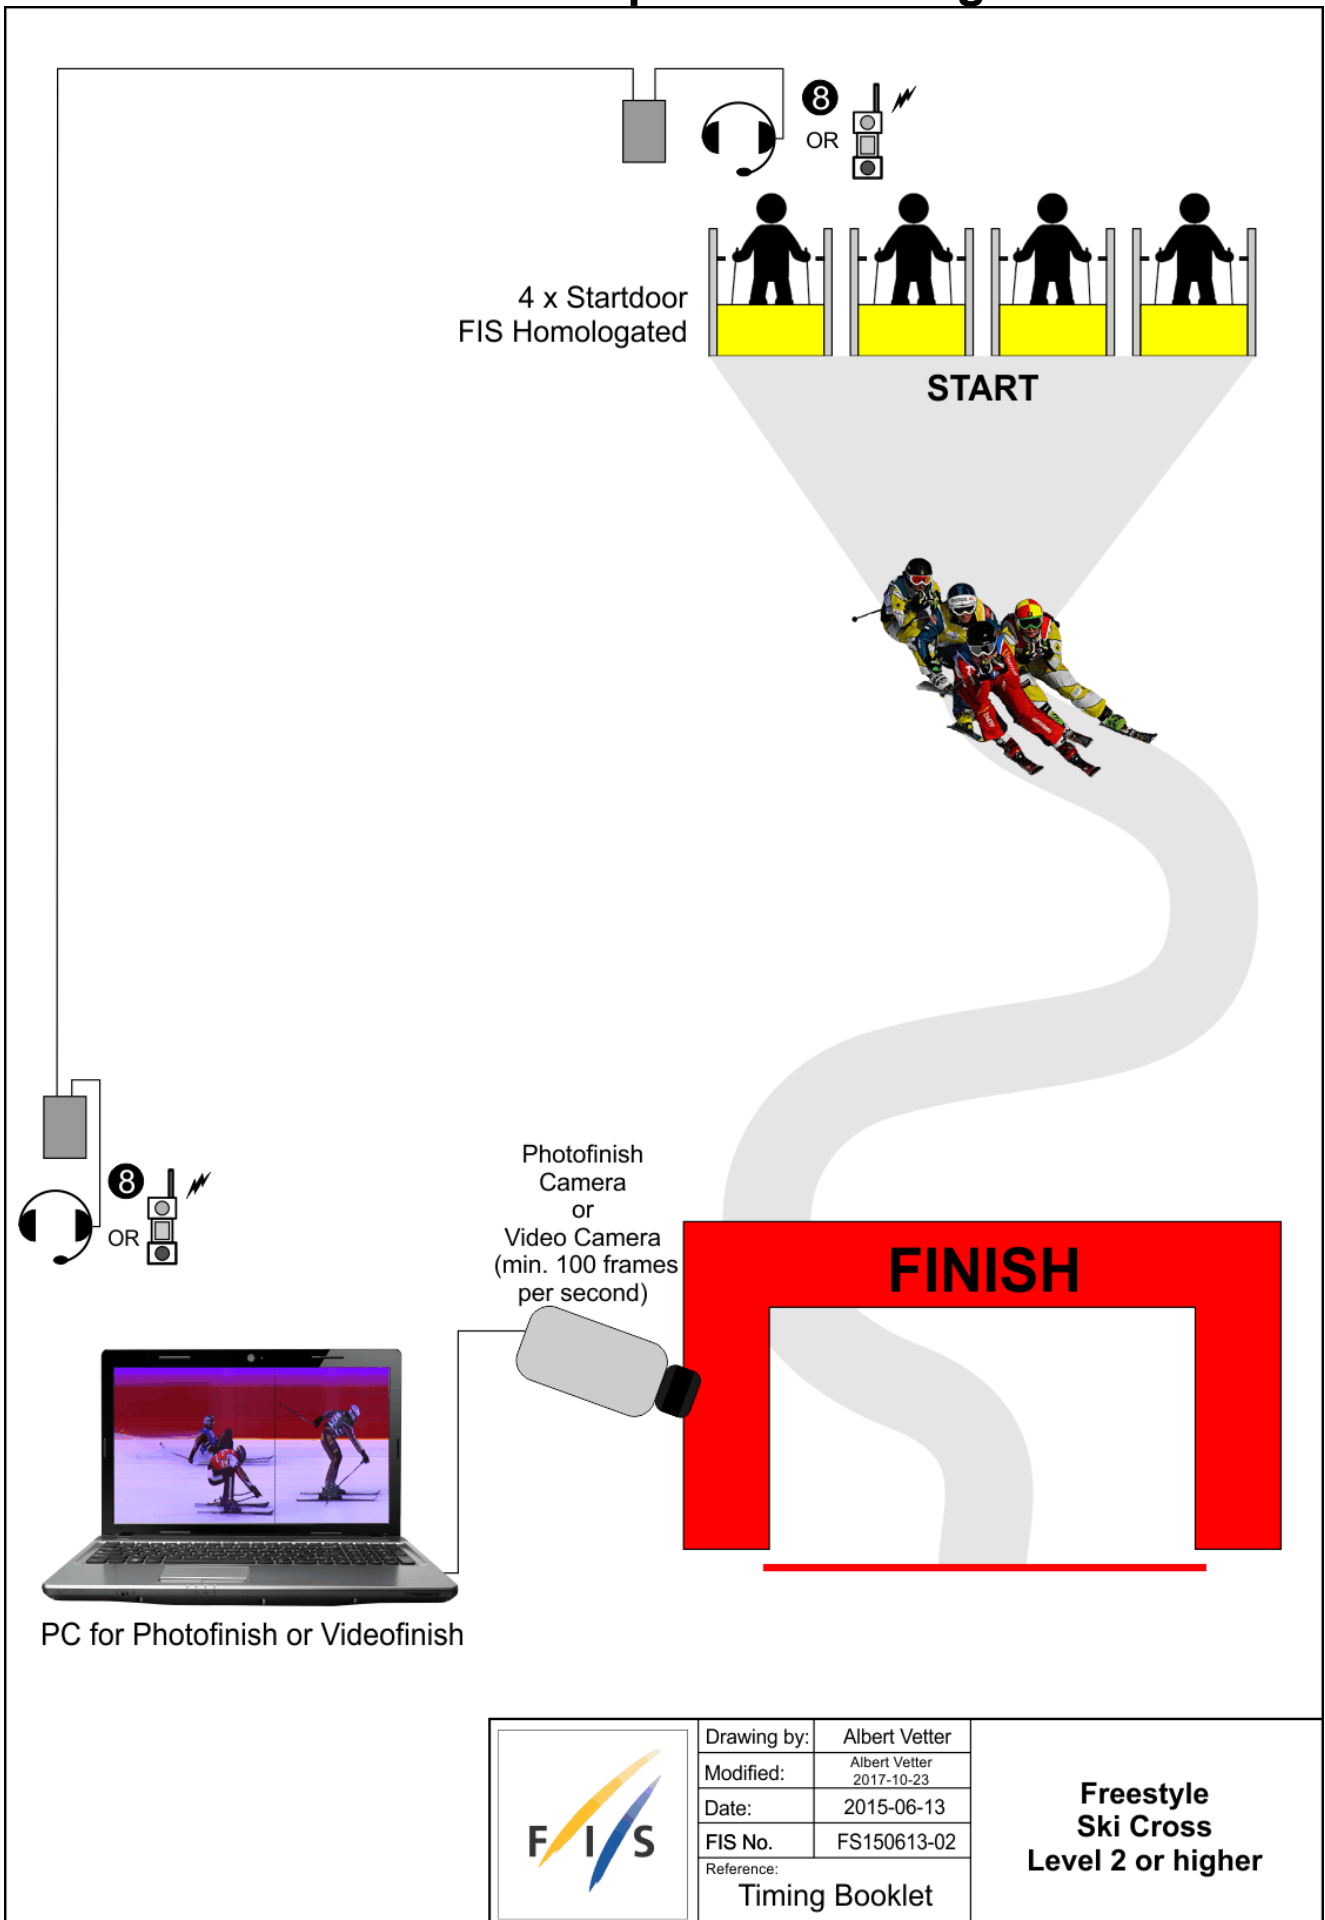 8
OR
4 x Startdoor
FIS Homologated
START
8
OR
Photofinish
Camera
or
Video Camera
(min. 100 frames
per second)
FINISH
PC for Photofinish or Videofinish
FIS
Drawing by: Albert Vetter
Modified: Albert Vetter
2017-10-23
Date: 2015-06-13
FIS No. FS150613-02
Reference:
Timing Booklet
Freestyle
Ski Cross
Level 2 or higher